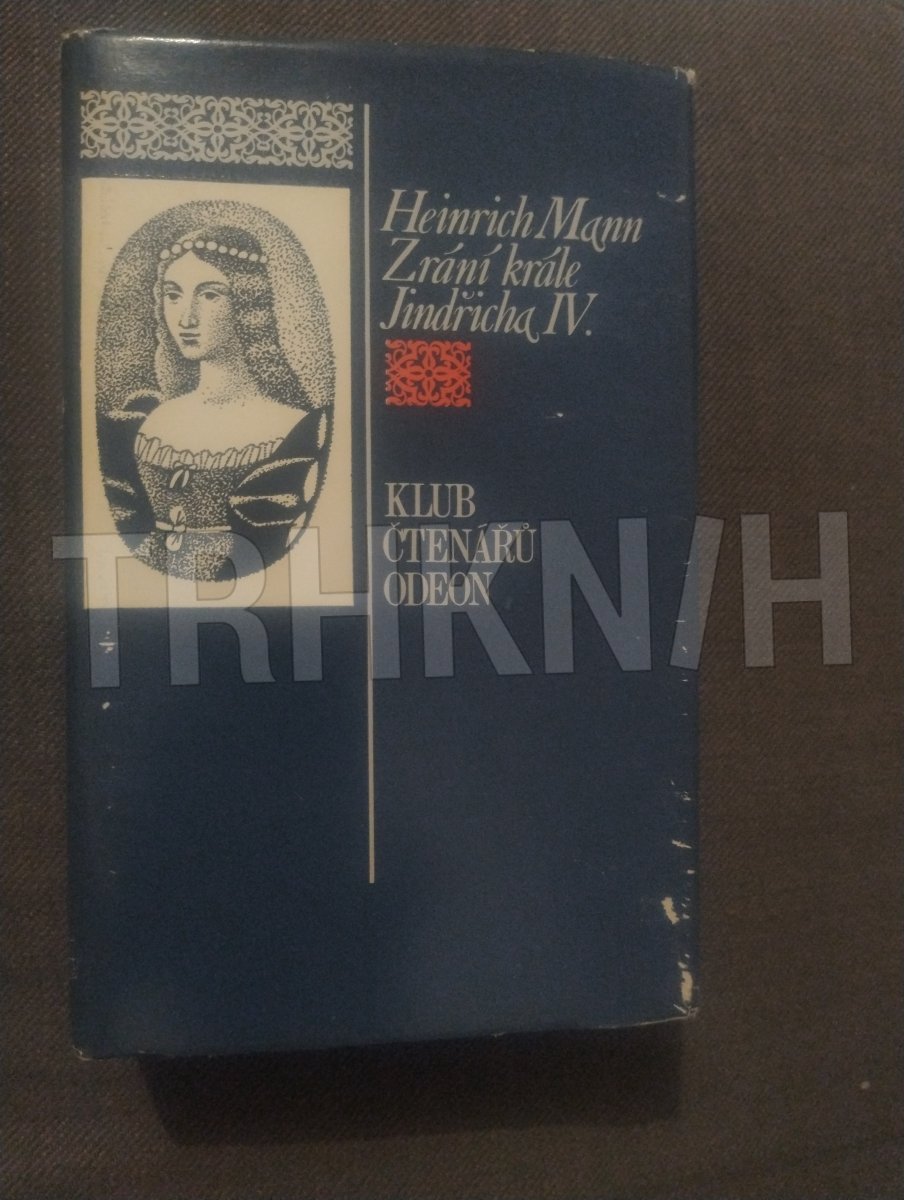 Heinrich Mann
Zrání krále
Jindřicha IV.
KLUB
ČTENÁŘŮ
ODEON
TRHKNIH